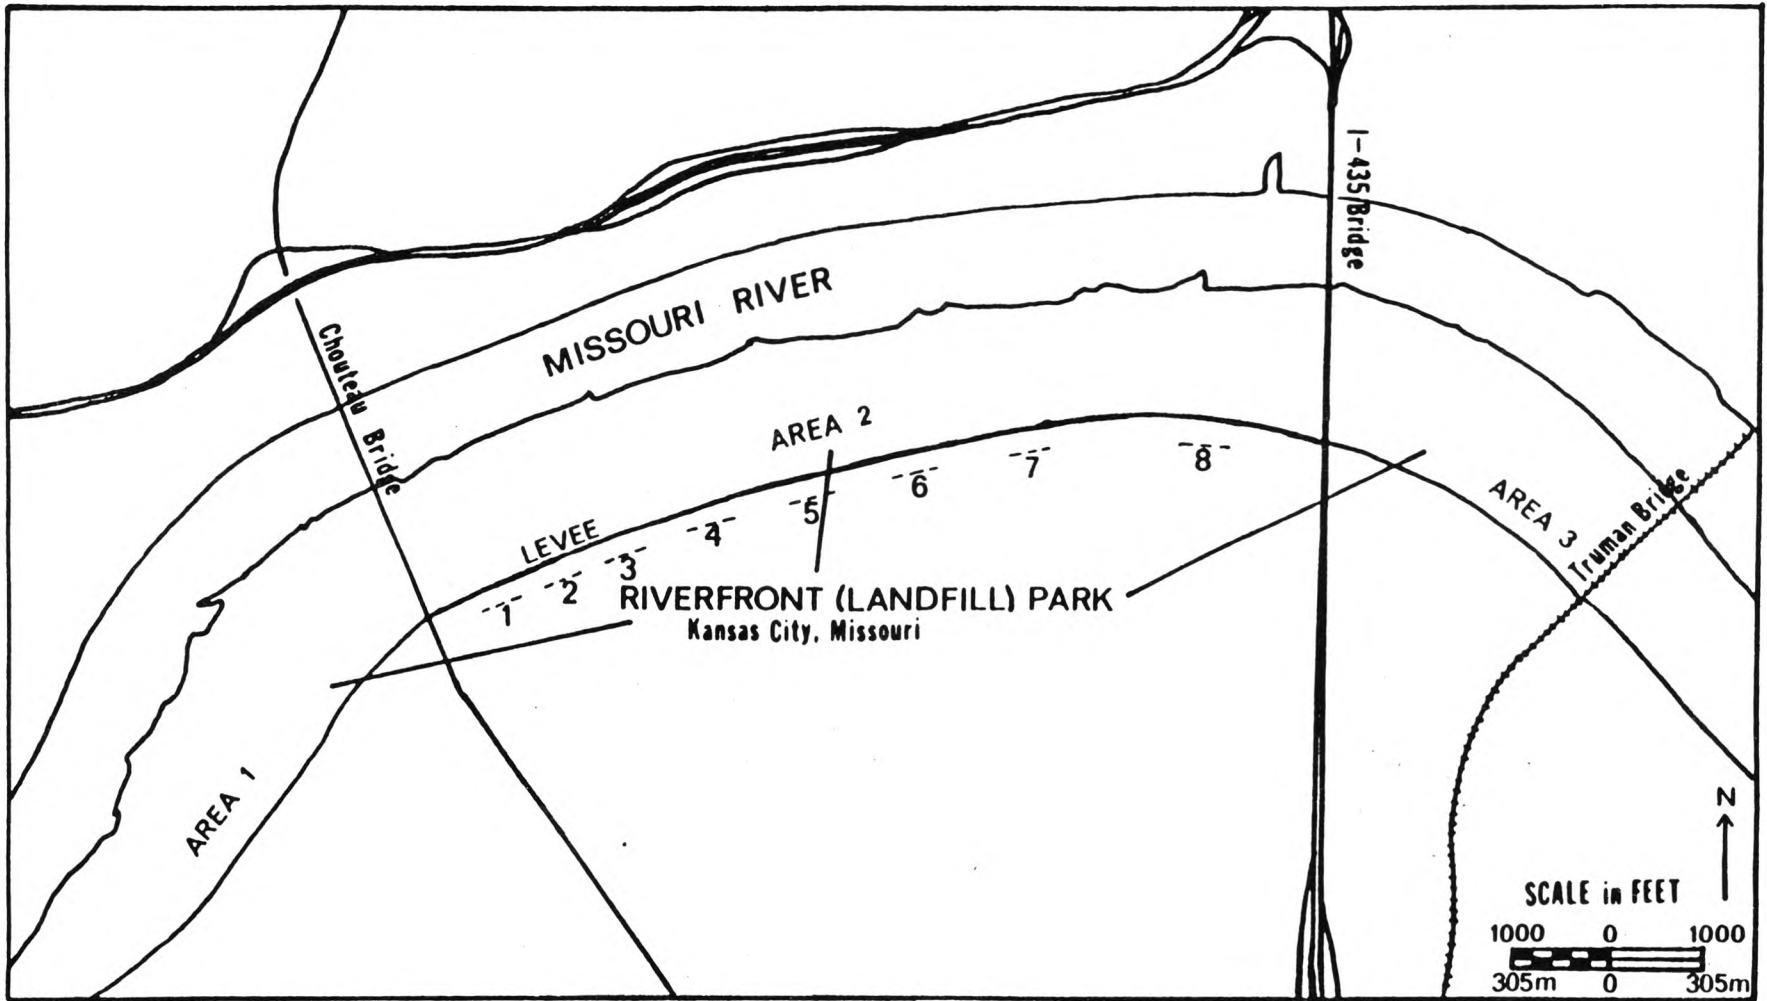 I-435 Bridge
MISSOURI RIVER
Chouteau Bridge
AREA 2
LEVEE
1 2 3 4 5 6 7 8
AREA 3
Truman Bridge
RIVERFRONT (LANDFILL) PARK
Kansas City, Missouri
AREA 1
N
SCALE in FEET
1000 0 1000
305m 0 305m